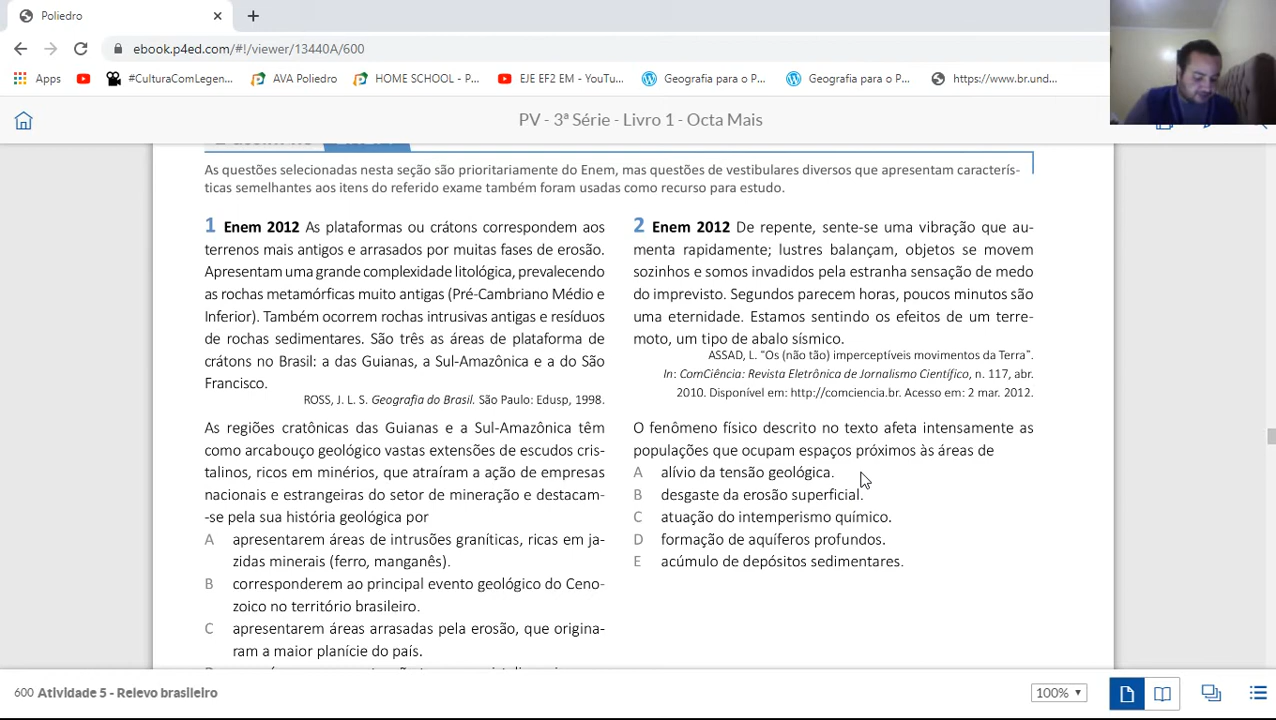 Poliedro
ebook.p4ed.com/#!/viewer/13440A/600
Apps
#CulturaComLegen...
AVA Poliedro
HOME SCHOOL - P...
EJE EF2 EM - YouTu...
Geografia para o P...
Geografia para o P...
https://www.br.und...
PV - 3ª Série - Livro 1 - Octa Mais
As questões selecionadas nesta seção são prioritariamente do Enem, mas questões de vestibulares diversos que apresentam caracterís-
ticas semelhantes aos itens do referido exame também foram usadas como recurso para estudo.
1 Enem 2012 As plataformas ou crátons correspondem aos
terrenos mais antigos e arrasados por muitas fases de erosão.
Apresentam uma grande complexidade litológica, prevalecendo
as rochas metamórficas muito antigas (Pré-Cambriano Médio e
Inferior). Também ocorrem rochas intrusivas antigas e resíduos
de rochas sedimentares. São três as áreas de plataforma de
crátons no Brasil: a das Guianas, a Sul-Amazônica e a do São
Francisco.
ROSS, J. L. S. Geografia do Brasil. São Paulo: Edusp, 1998.
As regiões cratônicas das Guianas e a Sul-Amazônica têm
como arcabouço geológico vastas extensões de escudos cris-
talinos, ricos em minérios, que atraíram a ação de empresas
nacionais e estrangeiras do setor de mineração e destacam-
-se pela sua história geológica por
A apresentarem áreas de intrusões graníticas, ricas em ja-
zidas minerais (ferro, manganês).
B corresponderem ao principal evento geológico do Ceno-
zoico no território brasileiro.
C apresentarem áreas arrasadas pela erosão, que origina-
ram a maior planície do país.
2 Enem 2012 De repente, sente-se uma vibração que au-
menta rapidamente; lustres balançam, objetos se movem
sozinhos e somos invadidos pela estranha sensação de medo
do imprevisto. Segundos parecem horas, poucos minutos são
uma eternidade. Estamos sentindo os efeitos de um terre-
moto, um tipo de abalo sísmico.
ASSAD, L. "Os (não tão) imperceptíveis movimentos da Terra".
In: ComCiência: Revista Eletrônica de Jornalismo Científico, n. 117, abr.
2010. Disponível em: http://comciencia.br. Acesso em: 2 mar. 2012.
O fenômeno físico descrito no texto afeta intensamente as
populações que ocupam espaços próximos às áreas de
A alívio da tensão geológica.
B desgaste da erosão superficial.
C atuação do intemperismo químico.
D formação de aquíferos profundos.
E acúmulo de depósitos sedimentares.
600 Atividade 5 - Relevo brasileiro
100%